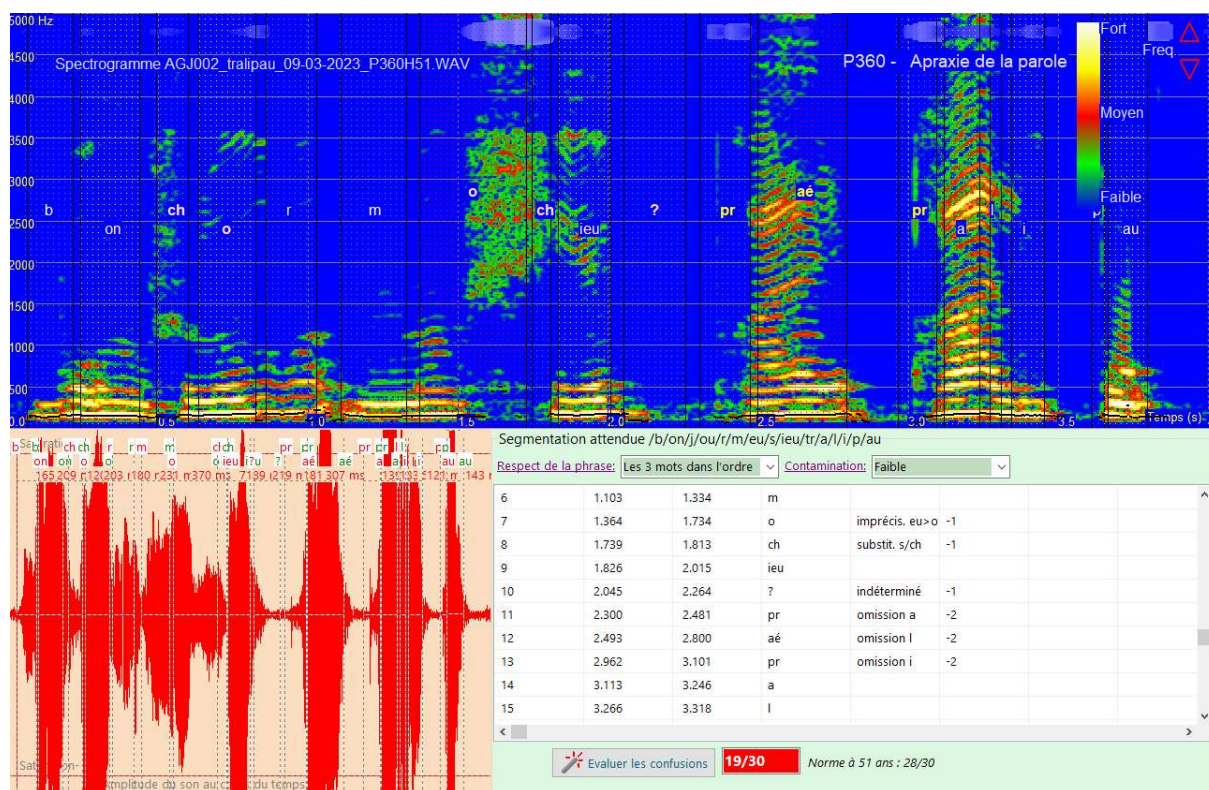 5000 Hz
Fort
Freq.
4500
Spectrogramme AGJ002_tralipau_09-03-2023_P360H51.WAV
P360 - Apraxie de la parole
4000
Moyen
3500
3000
o aé
Faible
b ch r m ch ? pr pr l
2500
on o ieu a i au
2000
1500
1000
500
0.0 0.5 1.0 1.5 2.0 2.5 3.0 3.5 Temps (s)
Segmentation attendue /b/on/j/ou/r/m/eu/s/ieu/tr/a/l/i/p/au
Respect de la phrase: Les 3 mots dans l'ordre Contamination: Faible
6 1.103 1.334 m
7 1.364 1.734 o imprécis. eu>o -1
8 1.739 1.813 ch substit. s/ch -1
9 1.826 2.015 ieu
10 2.045 2.264 ? indéterminé -1
11 2.300 2.481 pr omission a -2
12 2.493 2.800 aé omission l -2
13 2.962 3.101 pr omission i -2
14 3.113 3.246 a
15 3.266 3.318 l
Evaluer les confusions 19/30 Norme à 51 ans : 28/30
Amplitude du son au cours du temps